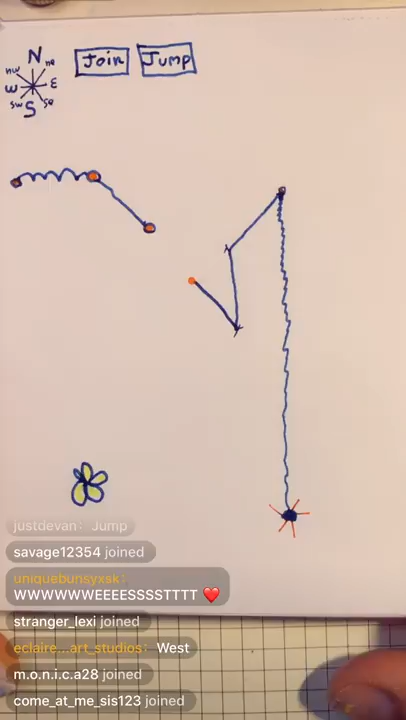 N
nw ne
W E
sw se
S
Join Jump
justdevan: Jump
savage12354 joined
uniquebunsyxsk:
WWWWWWEEEESSSSTTTT ❤️
stranger_lexi joined
eclaire...art_studios: West
m.o.n.i.c.a28 joined
come_at_me_sis123 joined